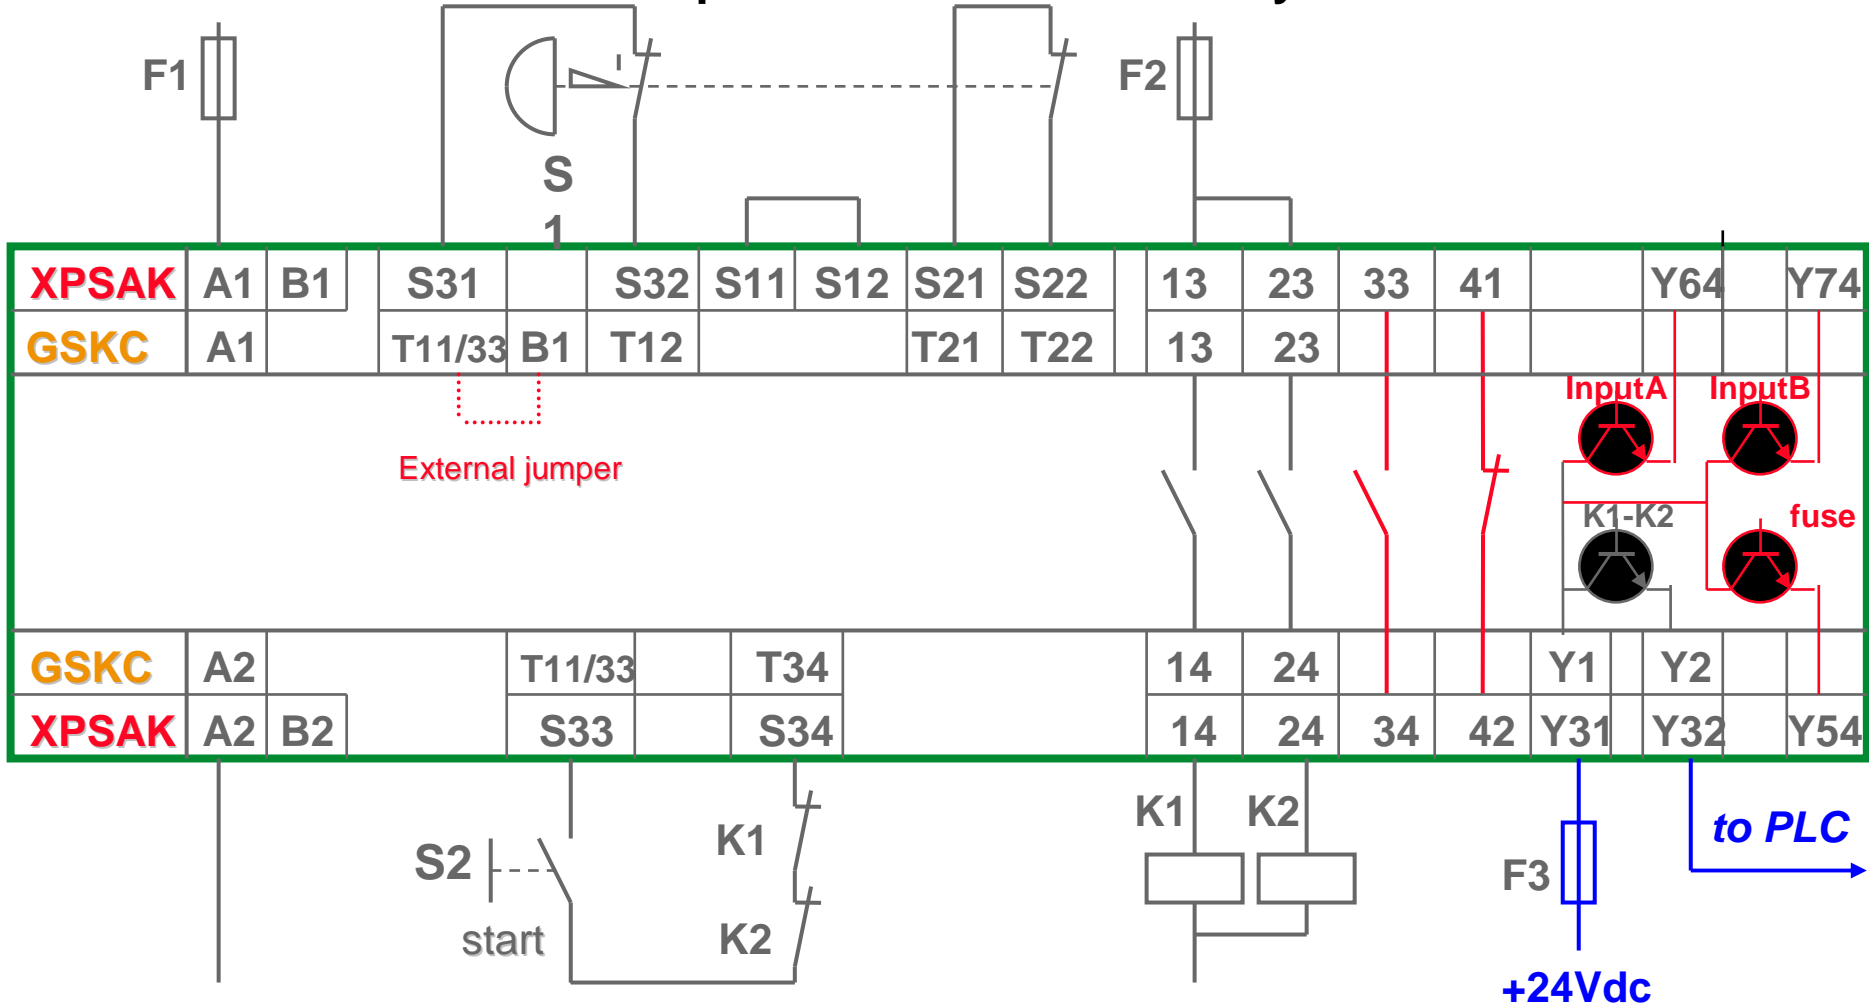 F1
F2
S
1
XPSAK A1 B1 S31 S32 S11 S12 S21 S22 13 23 33 41 Y64 Y74
GSKC A1 T11/33 B1 T12 T21 T22 13 23
InputA InputB
External jumper
K1-K2 fuse
GSKC A2 T11/33 T34 14 24 Y1 Y2
XPSAK A2 B2 S33 S34 14 24 34 42 Y31 Y32 Y54
K1 K2
to PLC
S2 K1
F3
start K2
+24Vdc